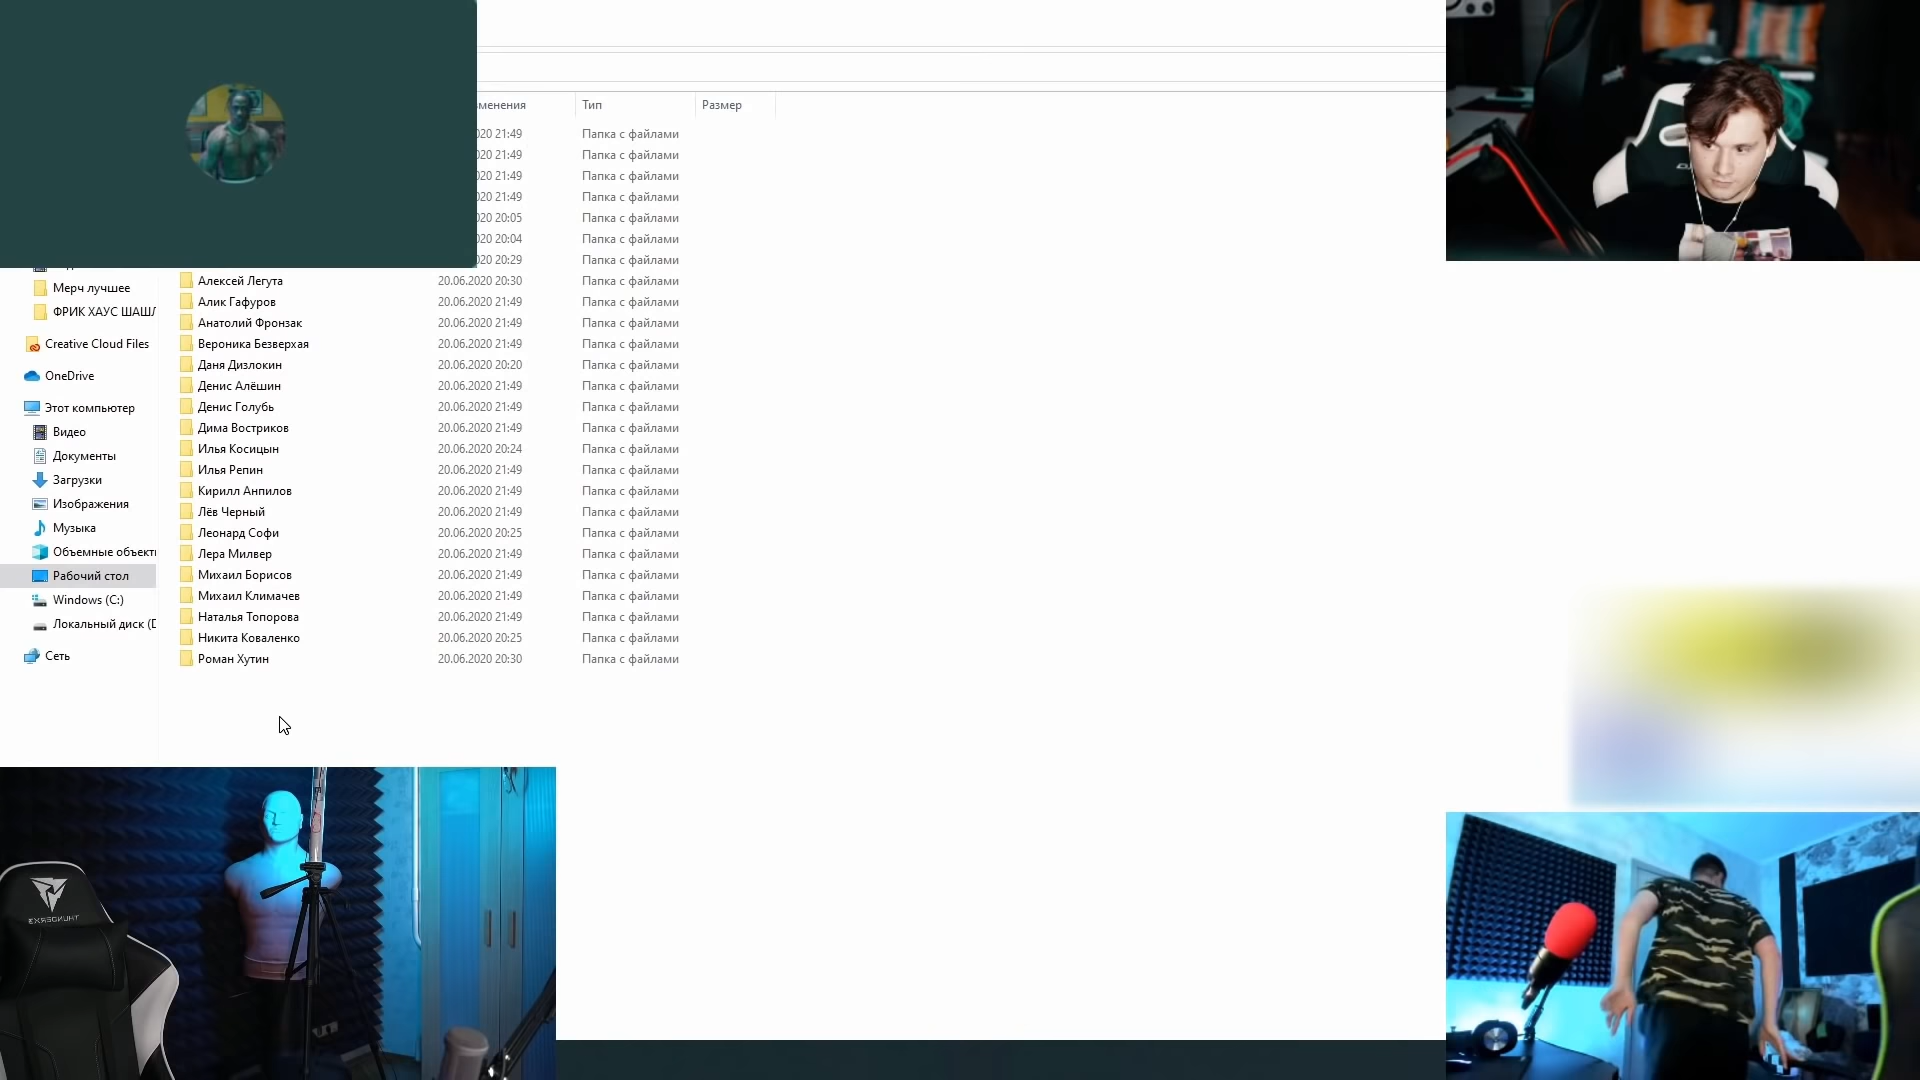 Тип Размер
21:49 Папка с файлами
21:49 Папка с файлами
21:49 Папка с файлами
21:49 Папка с файлами
20:05 Папка с файлами
20:04 Папка с файлами
20:29 Папка с файлами
Мерч лучшее
ФРИК ХАУС
Creative Cloud Files
OneDrive
Этот компьютер
Видео
Документы
Загрузки
Изображения
Музыка
Объемные
Рабочий стол
Windows (C:)
Локальный диск
Сеть
Алексей Легута 20.06.2020 20:30 Папка с файлами
Алик Гафуров 20.06.2020 21:49 Папка с файлами
Анатолий Фронзак 20.06.2020 21:49 Папка с файлами
Вероника Безверхая 20.06.2020 21:49 Папка с файлами
Даня Дизлокин 20.06.2020 20:20 Папка с файлами
Денис Алёшин 20.06.2020 21:49 Папка с файлами
Денис Голубь 20.06.2020 21:49 Папка с файлами
Дима Востриков 20.06.2020 21:49 Папка с файлами
Илья Косицын 20.06.2020 20:24 Папка с файлами
Илья Репин 20.06.2020 21:49 Папка с файлами
Кирилл Анпилов 20.06.2020 21:49 Папка с файлами
Лёв Черный 20.06.2020 21:49 Папка с файлами
Леонард Софи 20.06.2020 20:25 Папка с файлами
Лера Милвер 20.06.2020 21:49 Папка с файлами
Михаил Борисов 20.06.2020 21:49 Папка с файлами
Михаил Климачев 20.06.2020 21:49 Папка с файлами
Наталья Топорова 20.06.2020 21:49 Папка с файлами
Никита Коваленко 20.06.2020 20:25 Папка с файлами
Роман Хутин 20.06.2020 20:30 Папка с файлами
THUNDERX3